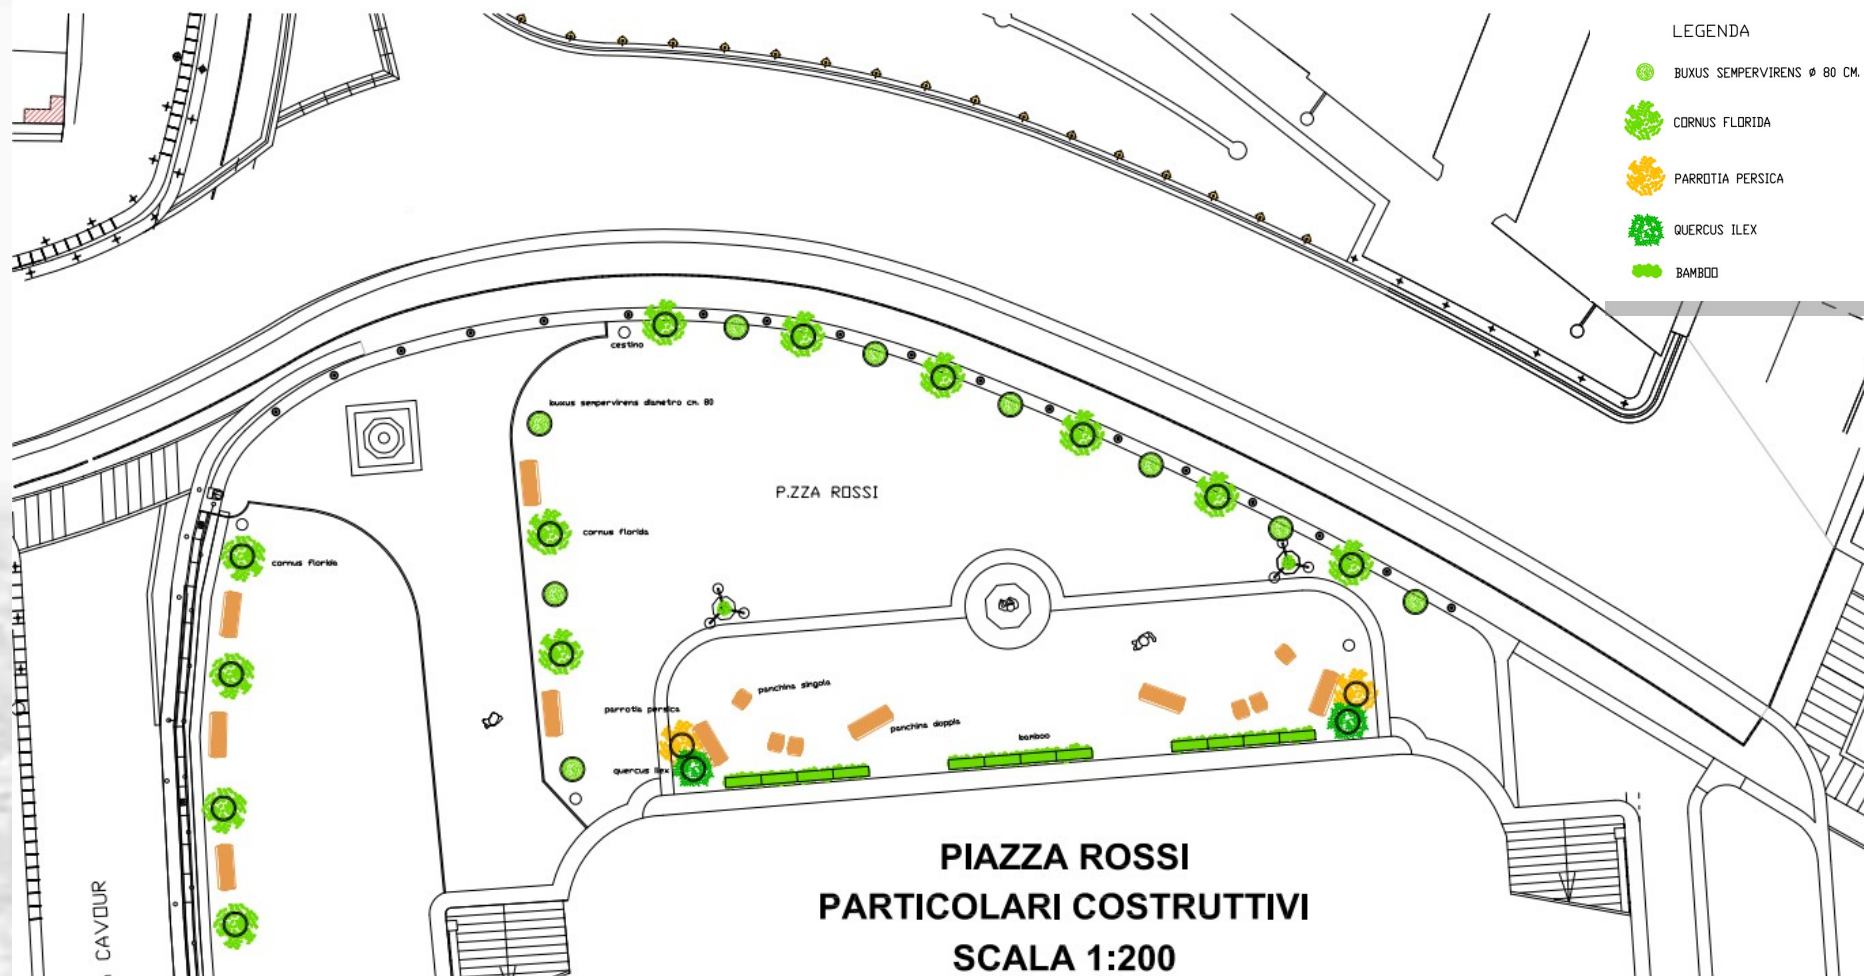 LEGENDA
BUXUS SEMPERVIRENS ø 80 CM.
CORNUS FLORIDA
PARROTIA PERSICA
QUERCUS ILEX
BAMBOO
cestino
buxus sempervirens diametro cm. 80
P.ZZA ROSSI
cornus florida
cornus florida
panchina singola
parrotia persica
panchina doppia
bamboo
quercus ilex
PIAZZA ROSSI
PARTICOLARI COSTRUTTIVI
SCALA 1:200
CAVOUR